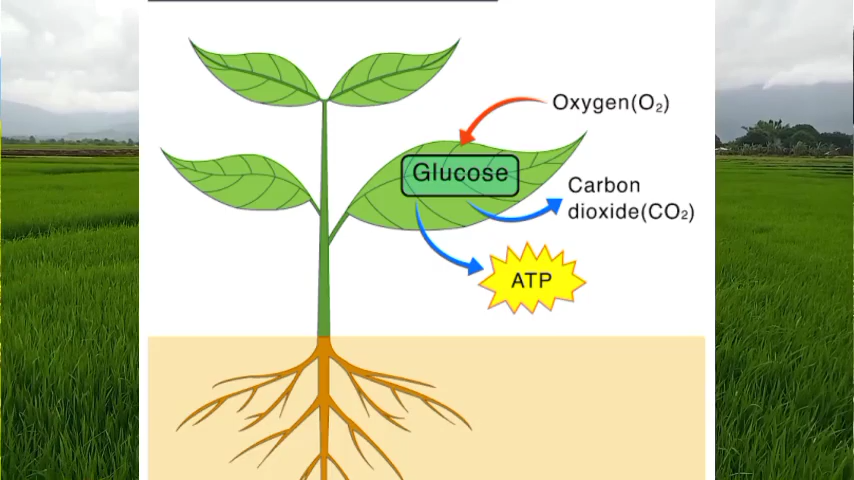 Oxygen(O₂)
Glucose
Carbon
dioxide(CO₂)
ATP